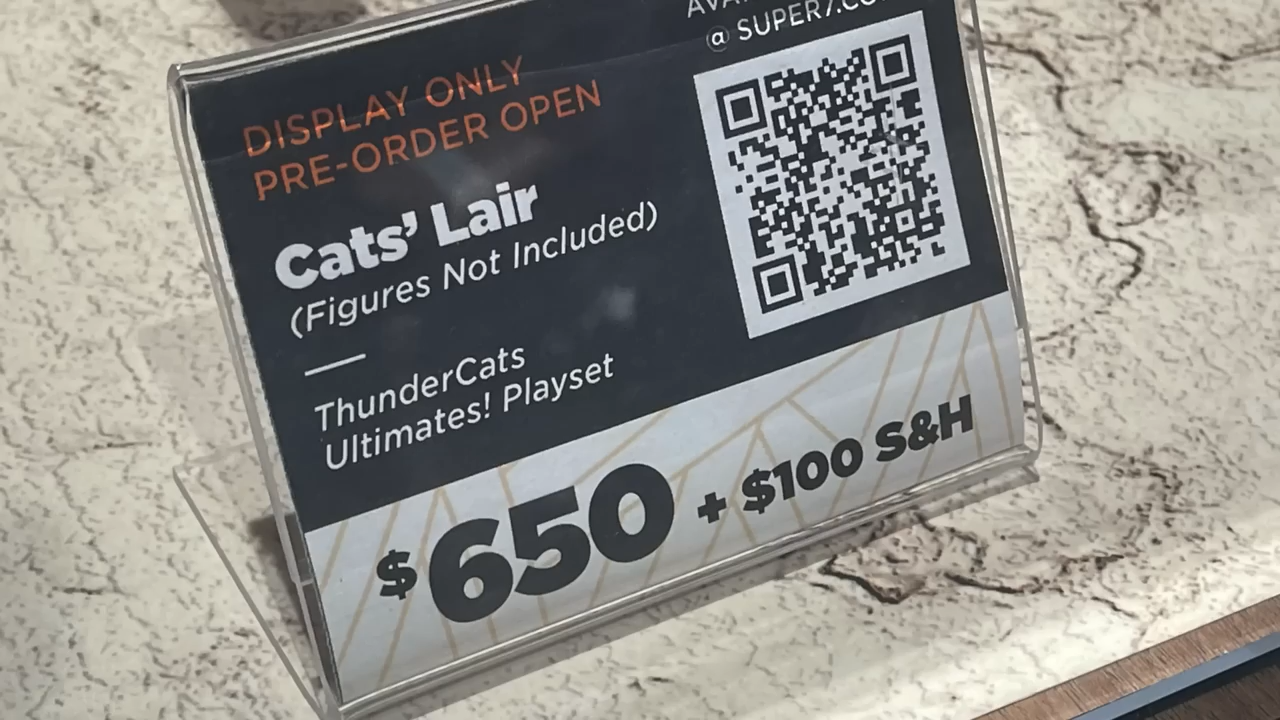 DISPLAY ONLY
PRE-ORDER OPEN
Cats’ Lair
(Figures Not Included)
ThunderCats
Ultimates! Playset
@ SUPER7.CO
$650 + $100 S&H